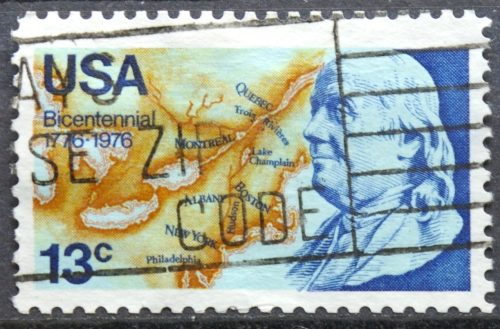 USA
Bicentennial
1776-1976
QUEBEC
Trois Rivières
MONTREAL
Lake
Champlain
ALBANY
BOSTON
Hudson
NEW YORK
Philadelphia
13c
SE ZIP
CODE